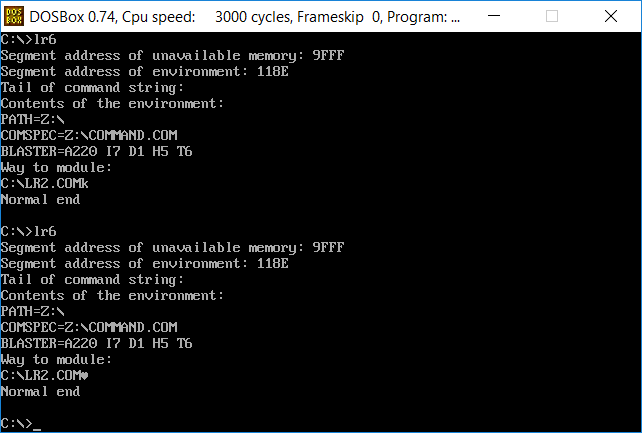 DOS
BOX
DOSBox 0.74, Cpu speed: 3000 cycles, Frameskip 0, Program: ...
C:\>lr6
Segment address of unavailable memory: 9FFF
Segment address of environment: 118E
Tail of command string:
Contents of the environment:
PATH=Z:\
COMSPEC=Z:\COMMAND.COM
BLASTER=A220 I7 D1 H5 T6
Way to module:
C:\LR2.COMk
Normal end
C:\>lr6
Segment address of unavailable memory: 9FFF
Segment address of environment: 118E
Tail of command string:
Contents of the environment:
PATH=Z:\
COMSPEC=Z:\COMMAND.COM
BLASTER=A220 I7 D1 H5 T6
Way to module:
C:\LR2.COM♥
Normal end
C:\>_